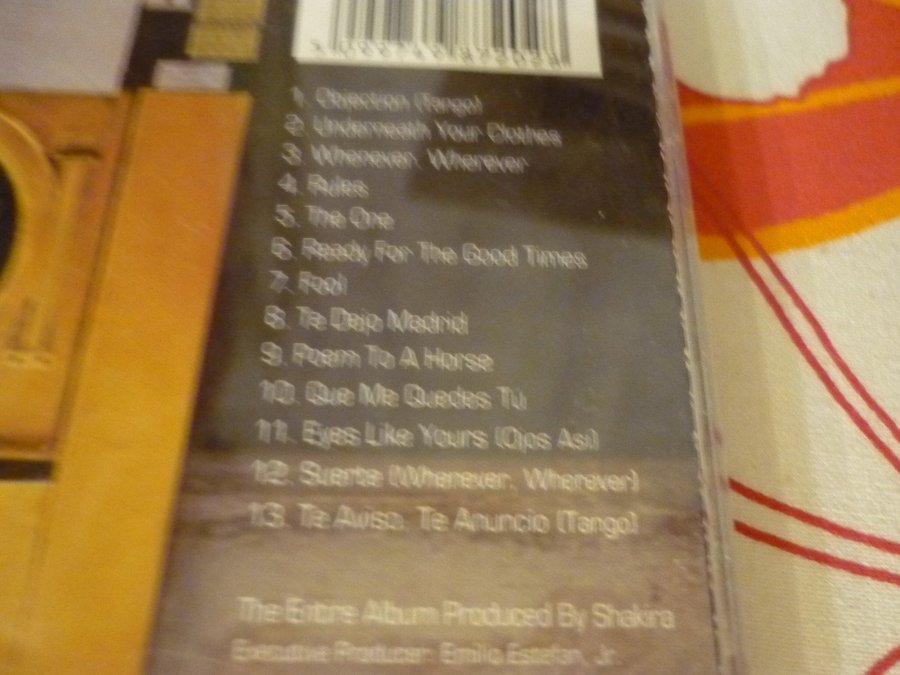 1. Objection (Tango)
2. Underneath Your Clothes
3. Whenever, Wherever
4. Rules
5. The One
6. Ready For The Good Times
7. Fool
8. Te Dejo Madrid
9. Poem To A Horse
10. Que Me Quedes Tú
11. Eyes Like Yours (Ojos Así)
12. Suerte (Whenever, Wherever)
13. Te Aviso, Te Anuncio (Tango)
The Entire Album Produced By Shakira
Executive Producer: Emilio Estefan, Jr.